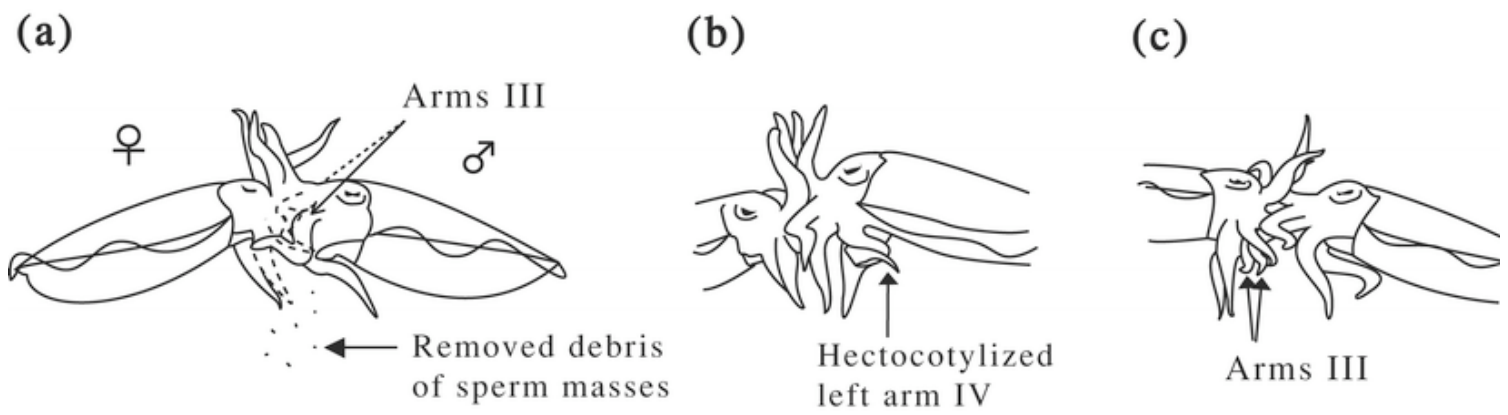 (a)
Arms III
♀
♂
Removed debris
of sperm masses
(b)
Hectocotylized
left arm IV
(c)
Arms III